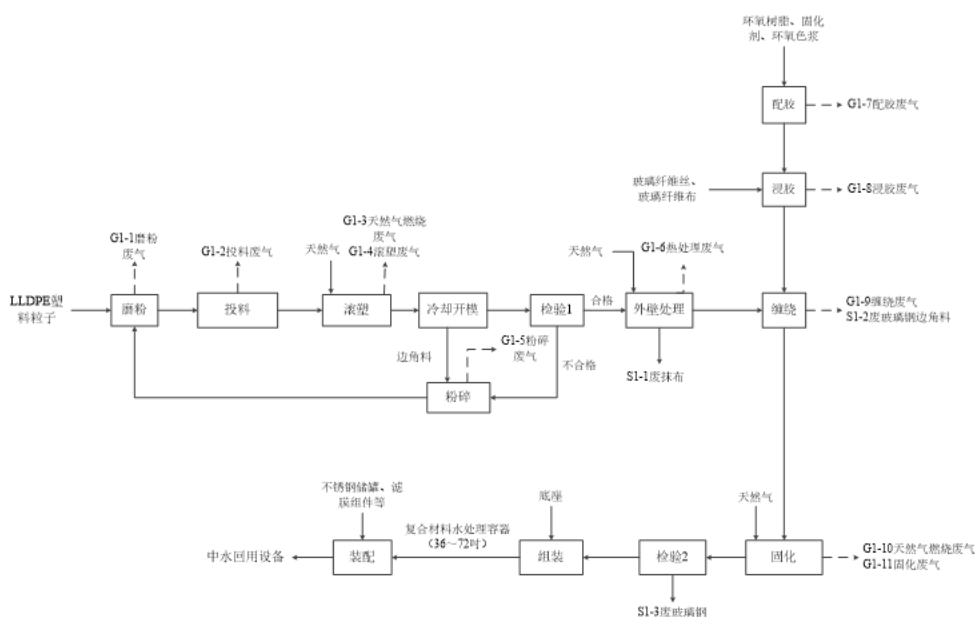 环氧树脂、固化
剂、环氧色浆
配胶
G1-7配胶废气
玻璃纤维丝、
玻璃纤维布
浸胶
G1-8浸胶废气
G1-1磨粉
废气
G1-2投料废气
天然气
G1-3天然气燃烧
废气
G1-4滚塑废气
天然气
G1-6热处理废气
LLDPE塑
料粒子
磨粉
投料
滚塑
冷却开模
检验1
合格
外壁处理
缠绕
G1-9缠绕废气
S1-2废玻璃钢边角料
边角料
G1-5粉碎
废气
不合格
S1-1废抹布
粉碎
不锈钢储罐、滤
膜组件等
底座
天然气
中水回用设备
装配
复合材料水处理容器
（36～72吋）
组装
检验2
固化
G1-10天然气燃烧废气
G1-11固化废气
S1-3废玻璃钢